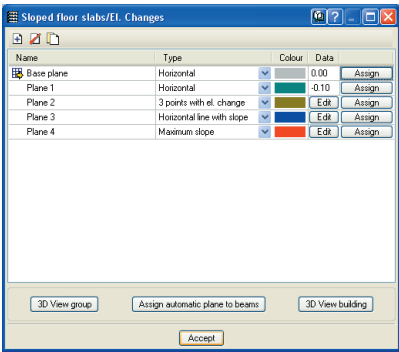 Sloped floor slabs/El. Changes
Name Type Colour Data
Base plane Horizontal 0.00 Assign
Plane 1 Horizontal -0.10 Assign
Plane 2 3 points with el. change Edit Assign
Plane 3 Horizontal line with slope Edit Assign
Plane 4 Maximum slope Edit Assign
3D View group Assign automatic plane to beams 3D View building
Accept